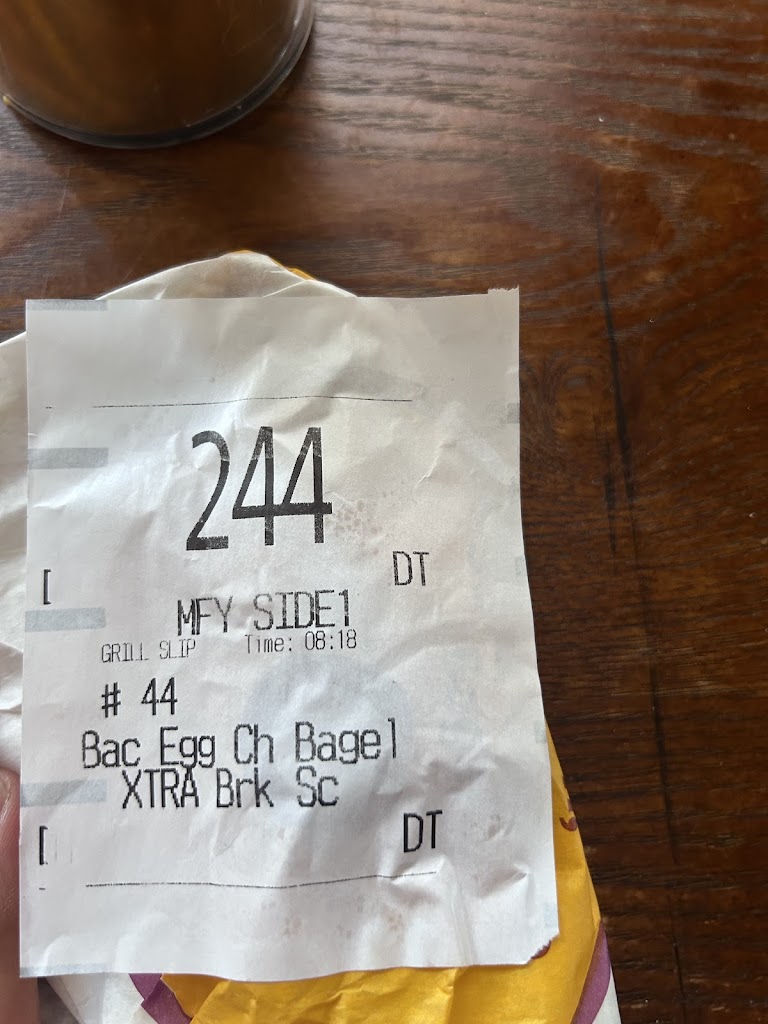 244
[ DT
MFY SIDE1
GRILL SLIP Time: 08:18
# 44
Bac Egg Ch Bagel
XTRA Brk Sc
[ DT